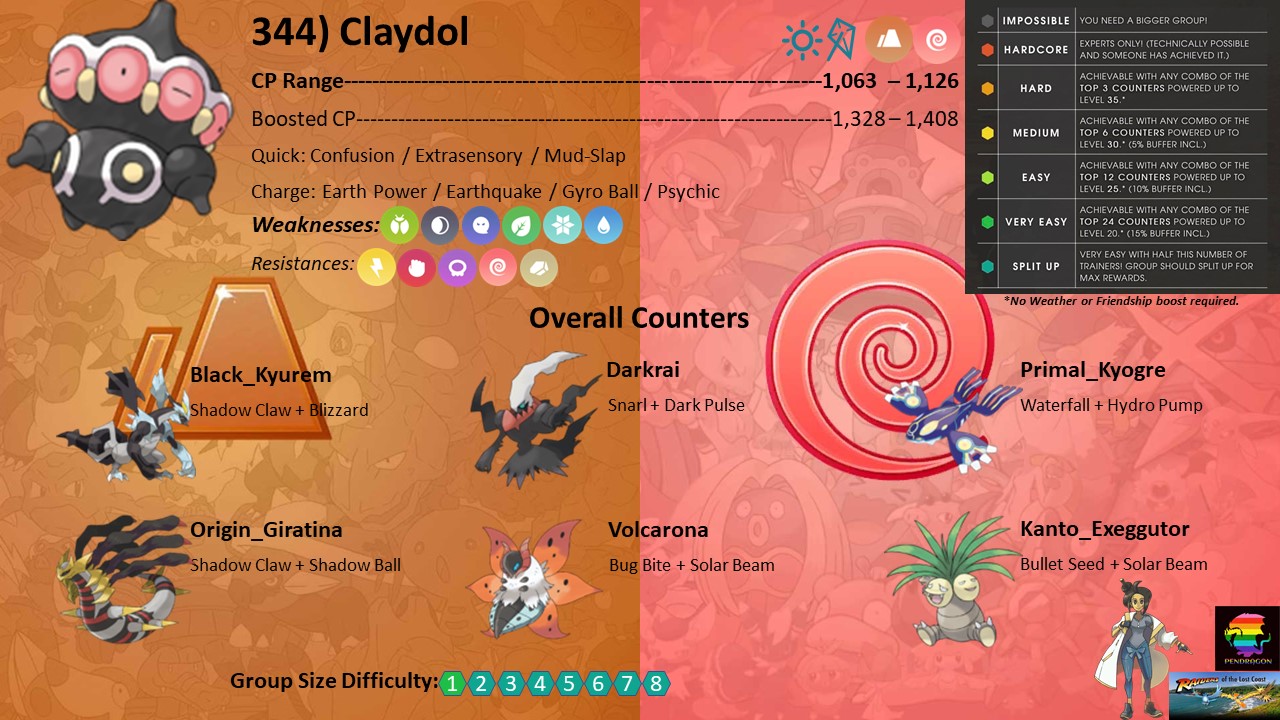 344) Claydol
CP Range-----------------------------------------------------------------------------1,063 – 1,126
Boosted CP-----------------------------------------------------------------------------1,328 – 1,408
Quick: Confusion / Extrasensory / Mud-Slap
Charge: Earth Power / Earthquake / Gyro Ball / Psychic
Weaknesses:
Resistances:
IMPOSSIBLE YOU NEED A BIGGER GROUP!
HARDCORE EXPERTS ONLY! (TECHNICALLY POSSIBLE
AND SOMEONE HAS ACHIEVED IT.)
HARD ACHIEVABLE WITH ANY COMBO OF THE
TOP 3 COUNTERS POWERED UP TO
LEVEL 35.*
MEDIUM ACHIEVABLE WITH ANY COMBO OF THE
TOP 6 COUNTERS POWERED UP TO
LEVEL 30.* (5% BUFFER INCL.)
EASY ACHIEVABLE WITH ANY COMBO OF THE
TOP 12 COUNTERS POWERED UP TO
LEVEL 25.* (10% BUFFER INCL.)
VERY EASY ACHIEVABLE WITH ANY COMBO OF THE
TOP 24 COUNTERS POWERED UP TO
LEVEL 20.* (15% BUFFER INCL.)
SPLIT UP VERY EASY WITH HALF THIS NUMBER OF
TRAINERS! GROUP SHOULD SPLIT UP FOR
MAX REWARDS.
*No Weather or Friendship boost required.
Overall Counters
Black_Kyurem
Shadow Claw + Blizzard
Darkrai
Snarl + Dark Pulse
Primal_Kyogre
Waterfall + Hydro Pump
Origin_Giratina
Shadow Claw + Shadow Ball
Volcarona
Bug Bite + Solar Beam
Kanto_Exeggutor
Bullet Seed + Solar Beam
Group Size Difficulty: 1 2 3 4 5 6 7 8
PENDRAGON
RAIDERS of the Lost Coast